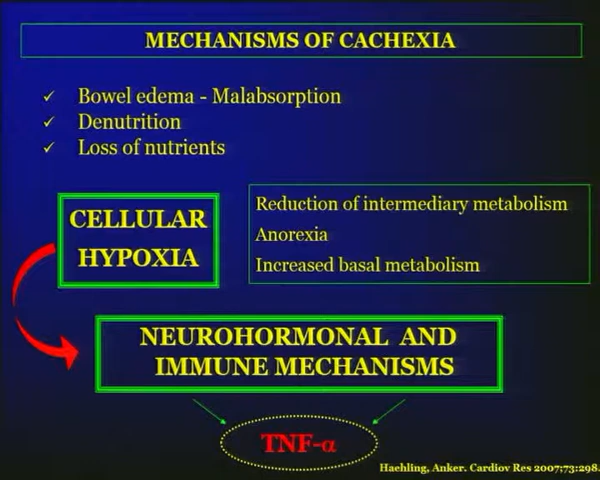 MECHANISMS OF CACHEXIA
✓ Bowel edema - Malabsorption
✓ Denutrition
✓ Loss of nutrients
CELLULAR
HYPOXIA
Reduction of intermediary metabolism
Anorexia
Increased basal metabolism
NEUROHORMONAL AND
IMMUNE MECHANISMS
TNF-α
Haehling, Anker. Cardiov Res 2007;73:298.